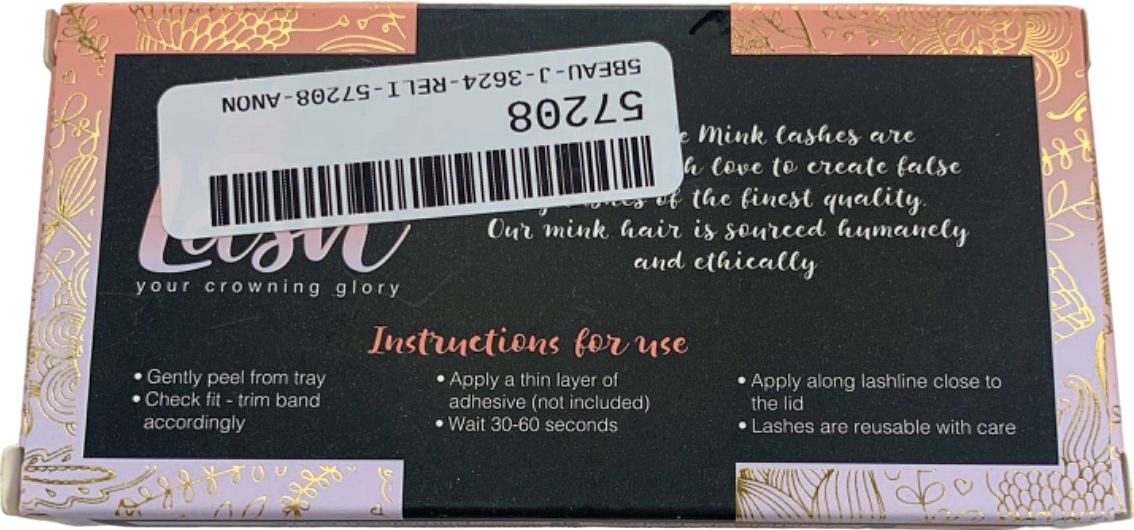 5BEAU-J-3624-RELI-57208-ANON
57208
Lash
your crowning glory
Mink lashes are
love to create false
of the finest quality.
Our mink hair is sourced humanely
and ethically
Instructions for use
• Gently peel from tray
• Check fit - trim band
accordingly
• Apply a thin layer of
adhesive (not included)
• Wait 30-60 seconds
• Apply along lashline close to
the lid
• Lashes are reusable with care